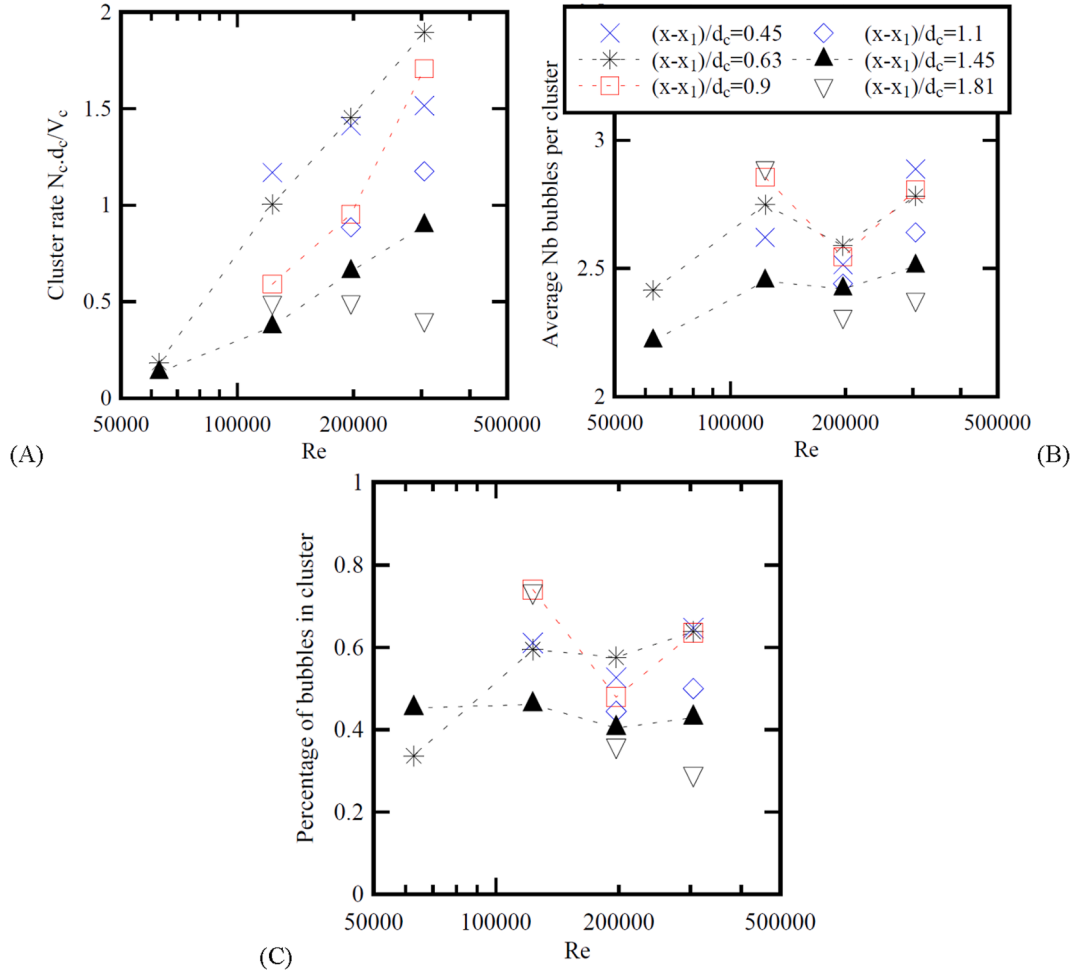 2
1.5
1
0.5
0
Cluster rate N_c.d_c/V_c
50000 100000 200000 500000
Re
(A)
(x-x_1)/d_c=0.45 (x-x_1)/d_c=1.1
(x-x_1)/d_c=0.63 (x-x_1)/d_c=1.45
(x-x_1)/d_c=0.9 (x-x_1)/d_c=1.81
3
2.5
2
Average Nb bubbles per cluster
50000 100000 200000 500000
Re
(B)
1
0.8
0.6
0.4
0.2
0
Percentage of bubbles in cluster
50000 100000 200000 500000
Re
(C)